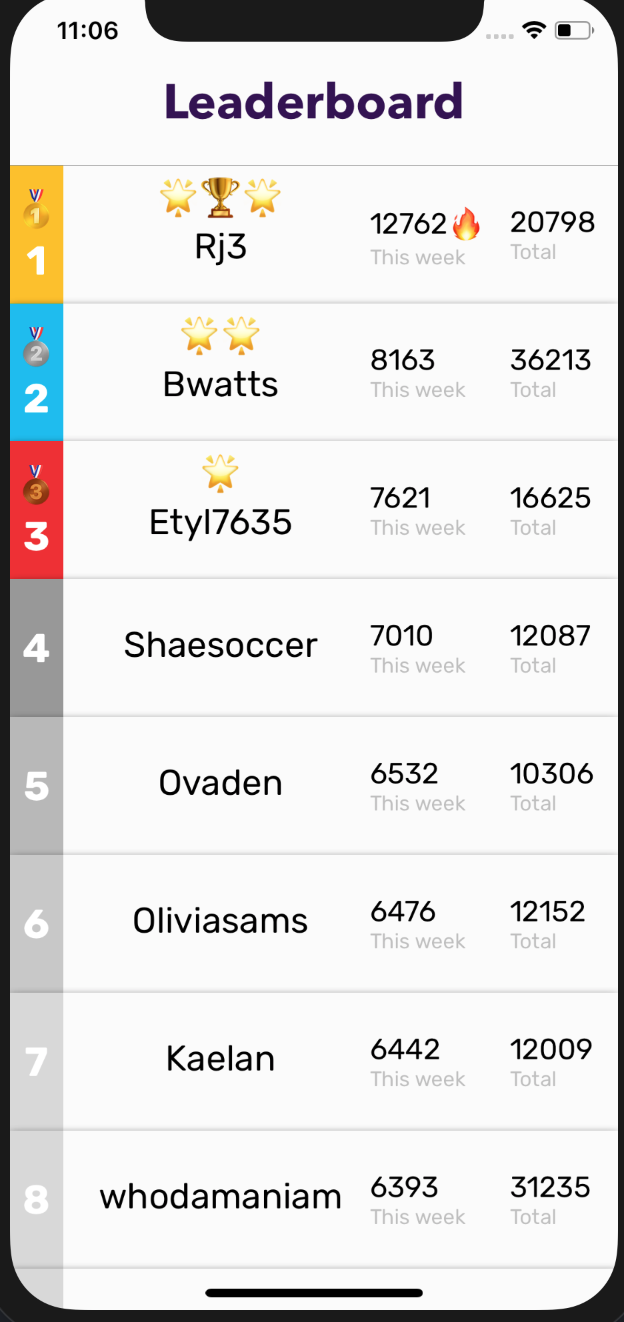 11:06
Leaderboard
1
🌟🏆🌟
12762🔥
20798
1
Rj3
This week
Total
2
🌟🌟
8163
36213
2
Bwatts
This week
Total
3
🌟
7621
16625
3
Etyl7635
This week
Total
4
Shaesoccer
7010
12087
This week
Total
5
Ovaden
6532
10306
This week
Total
6
Oliviasams
6476
12152
This week
Total
7
Kaelan
6442
12009
This week
Total
8
whodamaniam
6393
31235
This week
Total